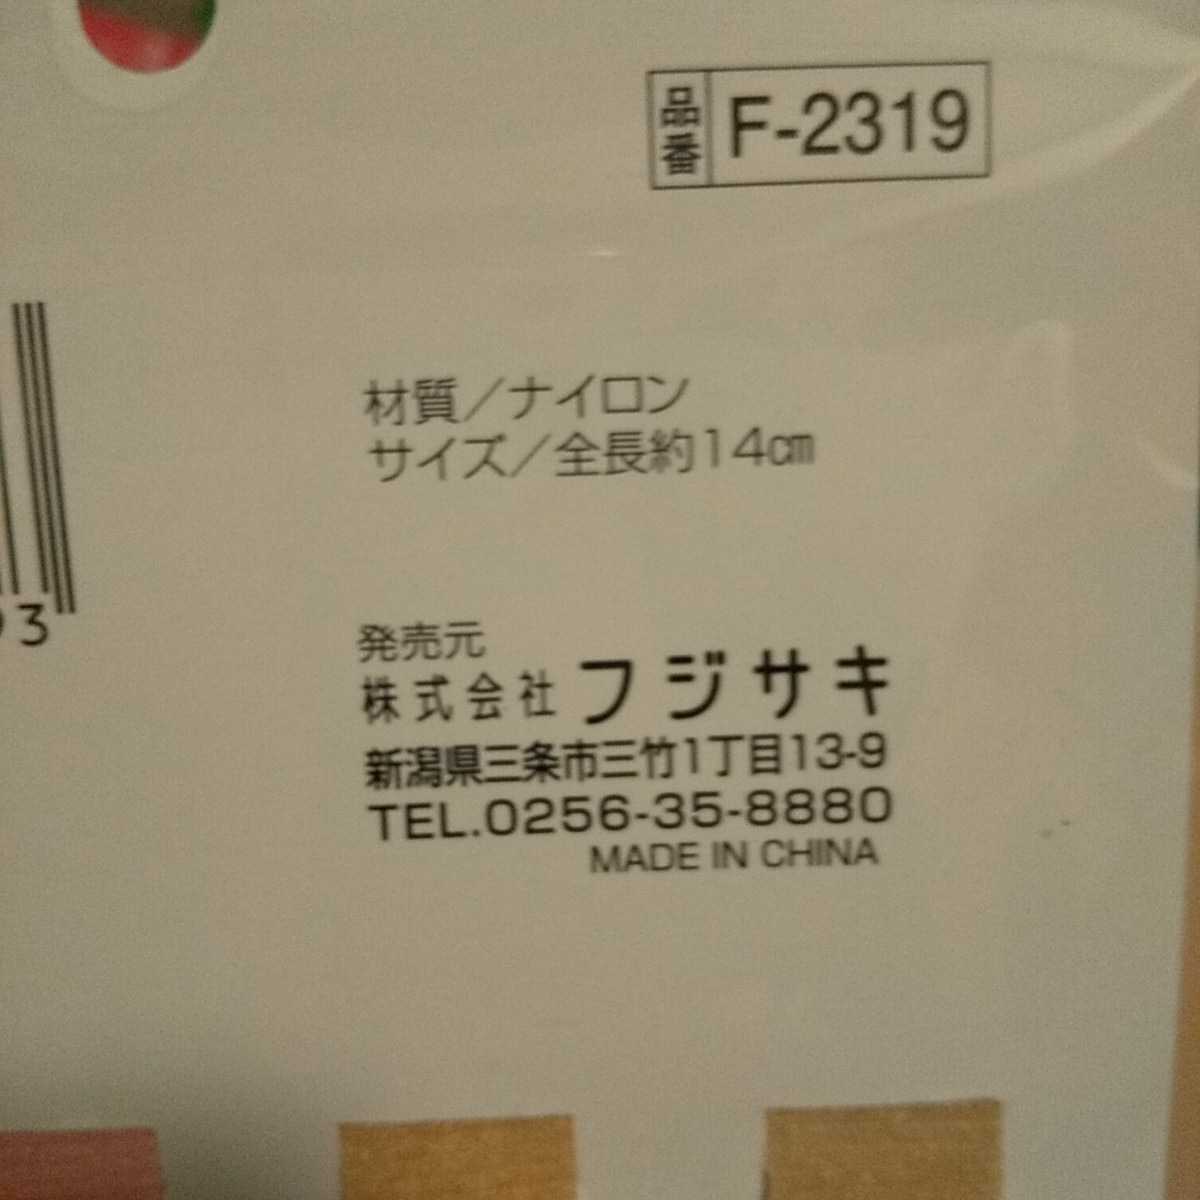 品番 F-2319
材質／ナイロン
サイズ／全長約14㎝
3
発売元
株式会社 フジサキ
新潟県三条市三竹1丁目13-9
TEL.0256-35-8880
MADE IN CHINA